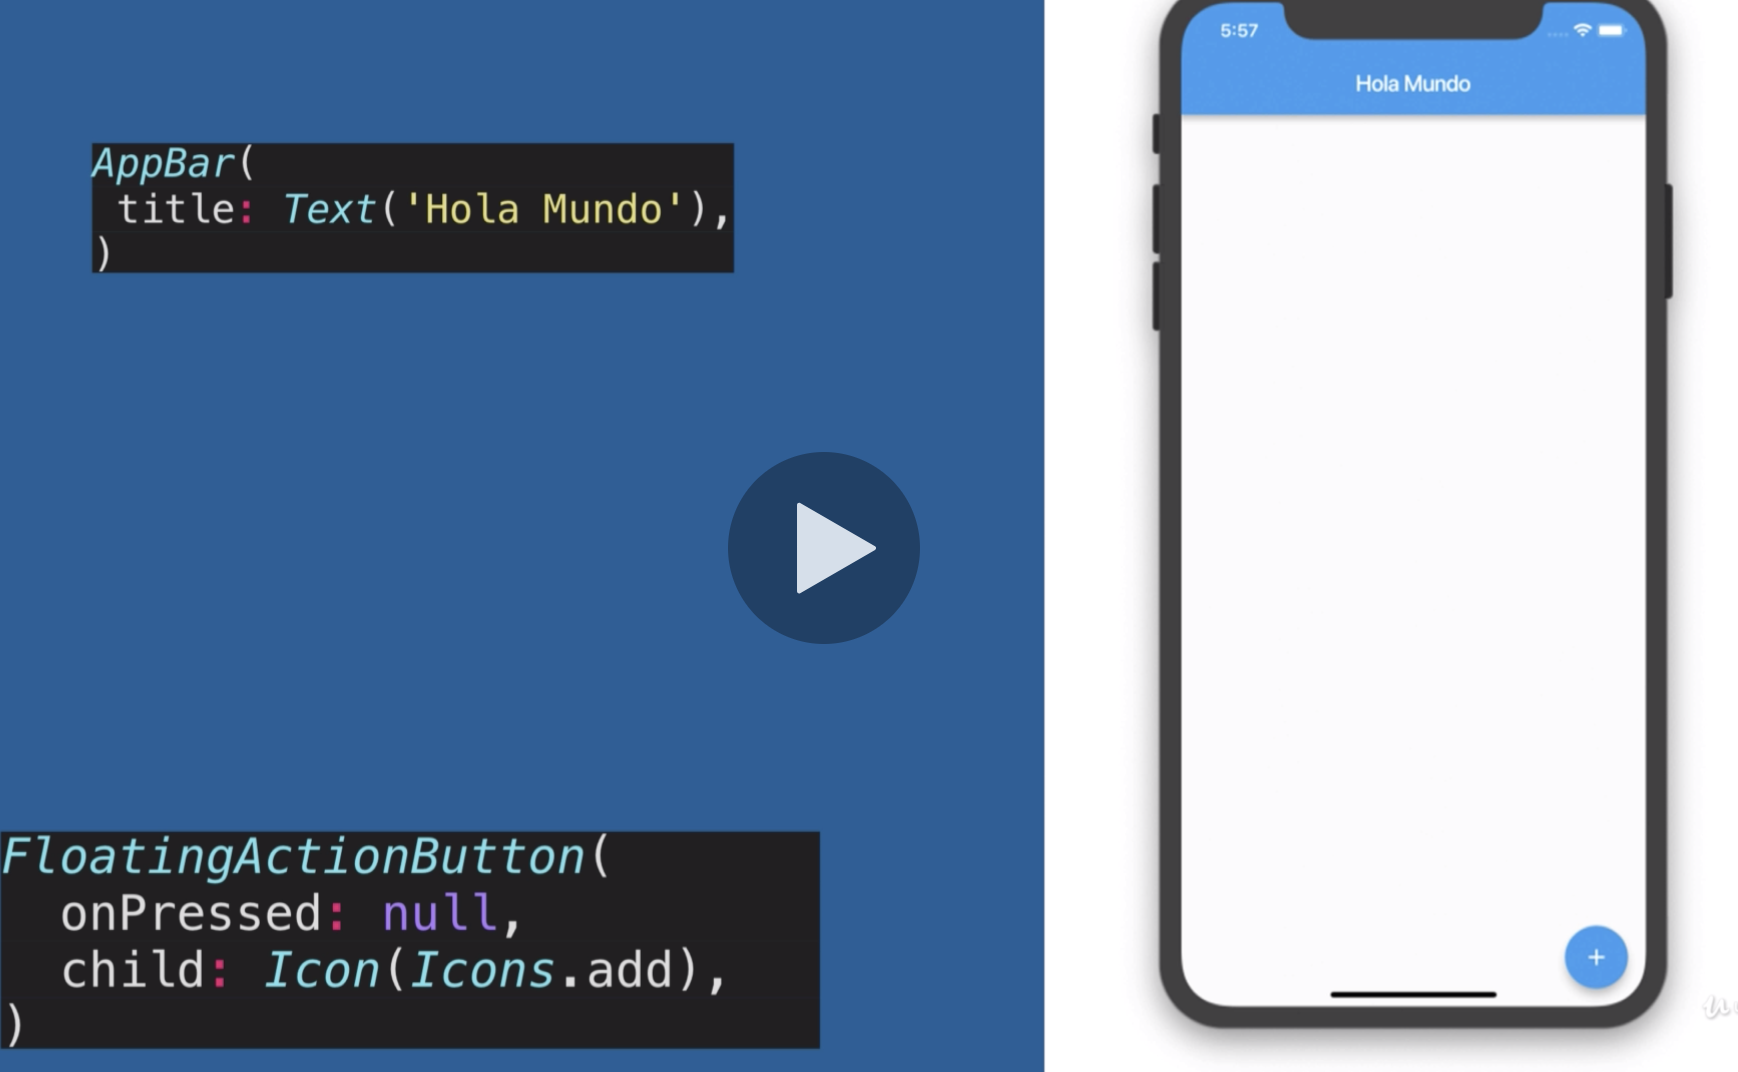 AppBar(
title: Text('Hola Mundo'),
)
FloatingActionButton(
onPressed: null,
child: Icon(Icons.add),
)
5:57
Hola Mundo
+